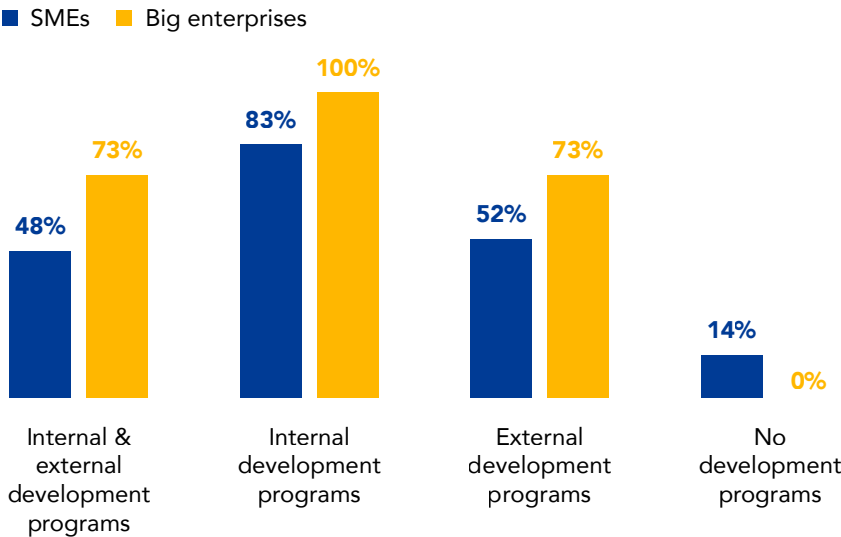 SMEs Big enterprises
48%
73%
83%
100%
52%
73%
14%
0%
Internal &
external
development
programs
Internal
development
programs
External
development
programs
No
development
programs